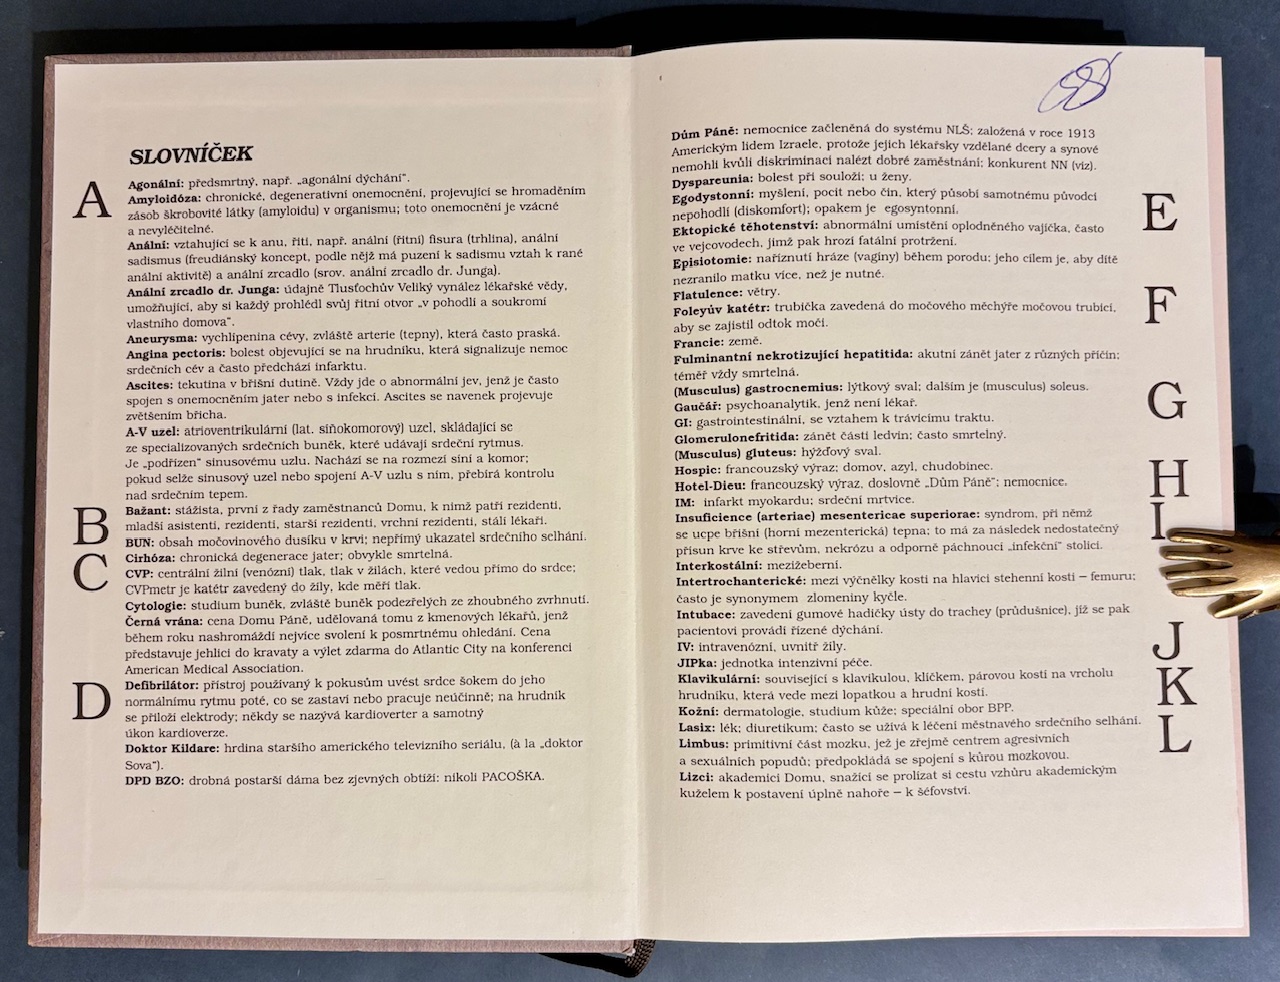 SLOVNÍČEK
A
Agonální: předsmrtný, např. „agonální dýchání“.
Amyloidóza: chronické, degenerativní onemocnění, projevující se hromaděním
zásob škrobovité látky (amyloidu) v organismu; toto onemocnění je vzácné
a nevyléčitelné.
Anální: vztahující se k anu, řiti, např. anální (řitní) fisura (trhlina), anální
sadismus (freudiánský koncept, podle nějž má puzení k sadismu vztah k rané
anální aktivitě) a anální zrcadlo (srov. anální zrcadlo dr. Junga).
Anální zrcadlo dr. Junga: údajně Tlusťochův Veliký vynález lékařské vědy,
umožňující, aby si každý prohlédl svůj řitní otvor „v pohodlí a soukromí
vlastního domova“.
Aneurysma: vychlípenina cévy, zvláště arterie (tepny), která často praská.
Angina pectoris: bolest objevující se na hrudníku, která signalizuje nemoc
srdečních cév a často předchází infarktu.
Ascites: tekutina v břišní dutině. Vždy jde o abnormální jev, jenž je často
spojen s onemocněním jater nebo s infekcí. Ascites se navenek projevuje
zvětšením břicha.
A-V uzel: atrioventrikulární (lat. síňokomorový) uzel, skládající se
ze specializovaných srdečních buněk, které udávají srdeční rytmus.
Je „podřízen“ sinusovému uzlu. Nachází se na rozmezí síní a komor;
pokud selže sinusový uzel nebo spojení A-V uzlu s ním, přebírá kontrolu
nad srdečním tepem.
B
Bažant: stážista, první z řady zaměstnanců Domu, k nimž patří rezidenti,
mladší asistenti, rezidenti, starší rezidenti, vrchní rezidenti, stálí lékaři.
BUN: obsah močovinového dusíku v krvi; nepřímý ukazatel srdečního selhání.
C
Cirhóza: chronická degenerace jater; obvykle smrtelná.
CVP: centrální žilní (venózní) tlak, tlak v žilách, které vedou přímo do srdce;
CVPmetr je katétr zavedený do žíly, kde měří tlak.
Cytologie: studium buněk, zvláště buněk podezřelých ze zhoubného zvrhnutí.
Černá vrána: cena Domu Páně, udělovaná tomu z kmenových lékařů, jenž
během roku nashromáždí nejvíce svolení k posmrtnému ohledání. Cena
představuje jehlici do kravaty a výlet zdarma do Atlantic City na konferenci
American Medical Association.
D
Defibrilátor: přístroj používaný k pokusům uvést srdce šokem do jeho
normálnímu rytmu poté, co se zastaví nebo pracuje neúčinně; na hrudník
se přiloží elektrody; někdy se nazývá kardioverter a samotný
úkon kardioverze.
Doktor Kildare: hrdina staršího amerického televizního seriálu, (à la „doktor
Sova“).
DPD BZO: drobná postarší dáma bez zjevných obtíží: nikoli PACOŠKA.
Dům Páně: nemocnice začleněná do systému NLŠ; založená v roce 1913
Americkým lidem Izraele, protože jejich lékařsky vzdělané dcery a synové
nemohli kvůli diskriminaci nalézt dobré zaměstnání; konkurent NN (viz).
Dyspareunia: bolest při souloži; u ženy.
E
Egodystonní: myšlení, pocit nebo čin, který působí samotnému původci
nepohodlí (diskomfort); opakem je egosyntonní.
Ektopické těhotenství: abnormální umístění oplodněného vajíčka, často
ve vejcovodech, jimž pak hrozí fatální protržení.
Episiotomie: naříznutí hráze (vagíny) během porodu; jeho cílem je, aby dítě
nezranilo matku více, než je nutné.
F
Flatulence: větry.
Foleyův katétr: trubička zavedená do močového měchýře močovou trubicí,
aby se zajistil odtok moči.
Francie: země.
Fulminantní nekrotizující hepatitida: akutní zánět jater z různých příčin;
téměř vždy smrtelná.
G
(Musculus) gastrocnemius: lýtkový sval; dalším je (musculus) soleus.
Gaučář: psychoanalytik, jenž není lékař.
GI: gastrointestinální, se vztahem k trávicímu traktu.
Glomerulonefritida: zánět části ledvin; často smrtelný.
(Musculus) gluteus: hýžďový sval.
H
Hospic: francouzský výraz; domov, azyl, chudobinec.
Hotel-Dieu: francouzský výraz, doslovně „Dům Páně“; nemocnice.
I
IM: infarkt myokardu; srdeční mrtvice.
Insuficience (arteriae) mesentericae superiorae: syndrom, při němž
se ucpe břišní (horní mezenterická) tepna; to má za následek nedostatečný
přísun krve ke střevům, nekrózu a odporně páchnoucí „infekční“ stolici.
Interkostální: mezižeberní.
Intertrochanterické: mezi výčnělky kosti na hlavici stehenní kosti – femuru;
často je synonymem zlomeniny kyčle.
Intubace: zavedení gumové hadičky ústy do trachey (průdušnice), jíž se pak
pacientovi provádí řízené dýchání.
IV: intravenózní, uvnitř žíly.
J
JIPka: jednotka intenzivní péče.
K
Klavikulární: související s klavikulou, klíčkem, párovou kostí na vrcholu
hrudníku, která vede mezi lopatkou a hrudní kostí.
Kožní: dermatologie, studium kůže; speciální obor BPP.
L
Lasix: lék; diuretikum; často se užívá k léčení městnavého srdečního selhání.
Limbus: primitivní část mozku, jež je zřejmě centrem agresivních
a sexuálních popudů; předpokládá se spojení s kůrou mozkovou.
Lízci: akademici Domu, snažící se prolízat si cestu vzhůru akademickým
kuželem k postavení úplně nahoře – k šéfovství.